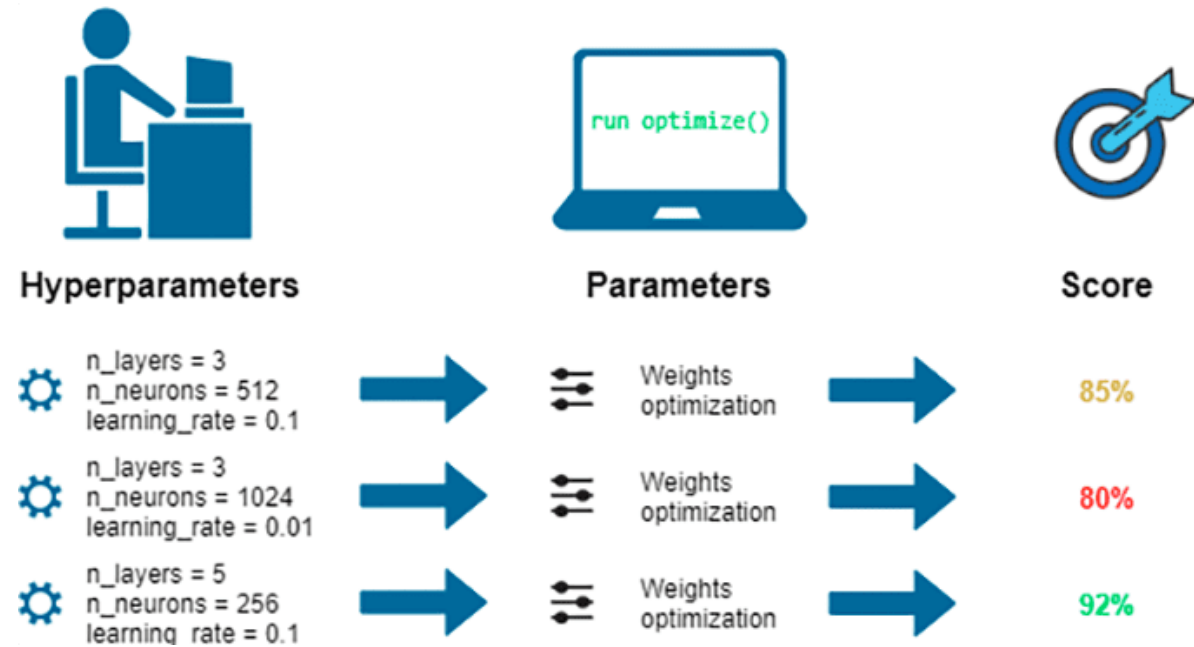 run optimize()
Hyperparameters
Parameters
Score
n_layers = 3
n_neurons = 512
learning_rate = 0.1
Weights
optimization
85%
n_layers = 3
n_neurons = 1024
learning_rate = 0.01
Weights
optimization
80%
n_layers = 5
n_neurons = 256
learning_rate = 0.1
Weights
optimization
92%